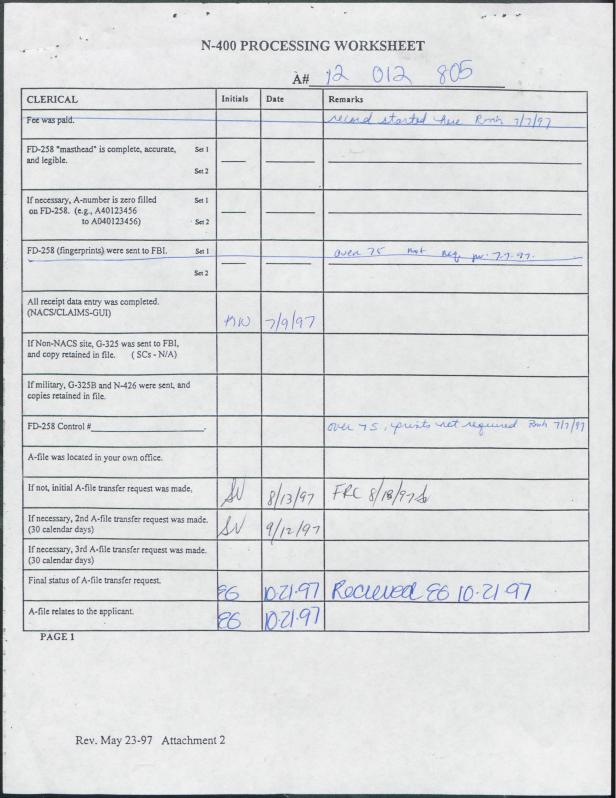 N-400 PROCESSING WORKSHEET
A# 12 012 805
CLERICAL Initials Date Remarks
Fee was paid. record started here 7/7/97
FD-258 "masthead" is complete, accurate, Set 1
and legible.
Set 2
If necessary, A-number is zero filled Set 1
on FD-258. (e.g., A40123456
to A040123456) Set 2
FD-258 (fingerprints) were sent to FBI. Set 1 over 75 not req. 7-7-97.
Set 2
All receipt data entry was completed.
(NACS/CLAIMS-GUI) 7/9/97
If Non-NACS site, G-325 was sent to FBI,
and copy retained in file. ( SCs - N/A)
If military, G-325B and N-426 were sent, and
copies retained in file.
FD-258 Control # . over 75, prints not required 7/7/97
A-file was located in your own office.
If not, initial A-file transfer request was made. SV 8/13/97 FRC 8/18/97
If necessary, 2nd A-file transfer request was made. SV 9/12/97
(30 calendar days)
If necessary, 3rd A-file transfer request was made.
(30 calendar days)
Final status of A-file transfer request. EG 10-21-97 Recieved EG 10-21-97
A-file relates to the applicant. EG 10-21-97
PAGE 1
Rev. May 23-97 Attachment 2